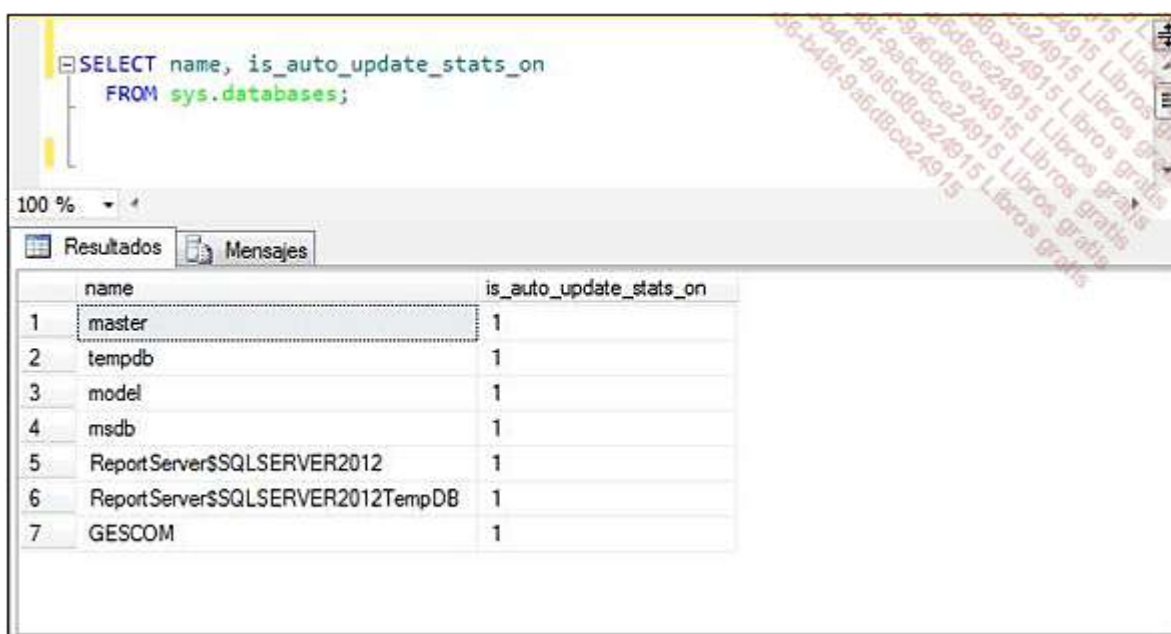 SELECT name, is_auto_update_stats_on
FROM sys.databases;
100 %
Resultados Mensajes
name is_auto_update_stats_on
1 master 1
2 tempdb 1
3 model 1
4 msdb 1
5 ReportServer$SQLSERVER2012 1
6 ReportServer$SQLSERVER2012TempDB 1
7 GESCOM 1